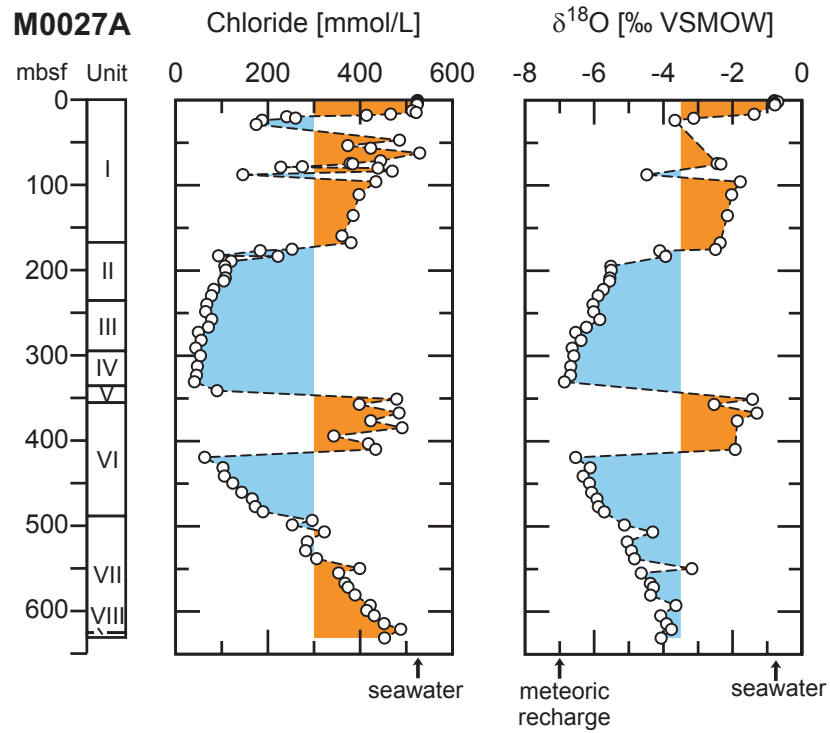 M0027A
Chloride [mmol/L]
δ18O [‰ VSMOW]
mbsf Unit
0 200 400 600
-8 -6 -4 -2 0
0
I
100
II
200
III
300
IV
V
400
VI
500
VII
600
VIII
seawater
meteoric
recharge
seawater